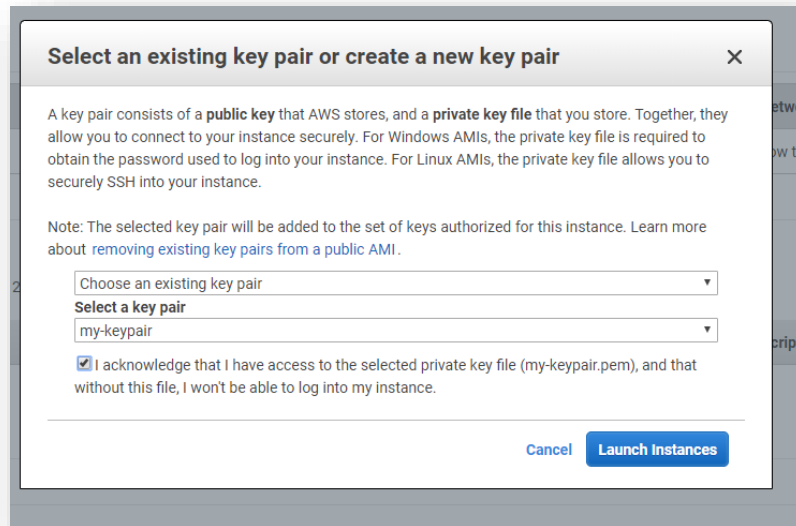 Select an existing key pair or create a new key pair
A key pair consists of a public key that AWS stores, and a private key file that you store. Together, they
allow you to connect to your instance securely. For Windows AMIs, the private key file is required to
obtain the password used to log into your instance. For Linux AMIs, the private key file allows you to
securely SSH into your instance.
Note: The selected key pair will be added to the set of keys authorized for this instance. Learn more
about removing existing key pairs from a public AMI.
Choose an existing key pair
Select a key pair
my-keypair
I acknowledge that I have access to the selected private key file (my-keypair.pem), and that
without this file, I won't be able to log into my instance.
Cancel Launch Instances